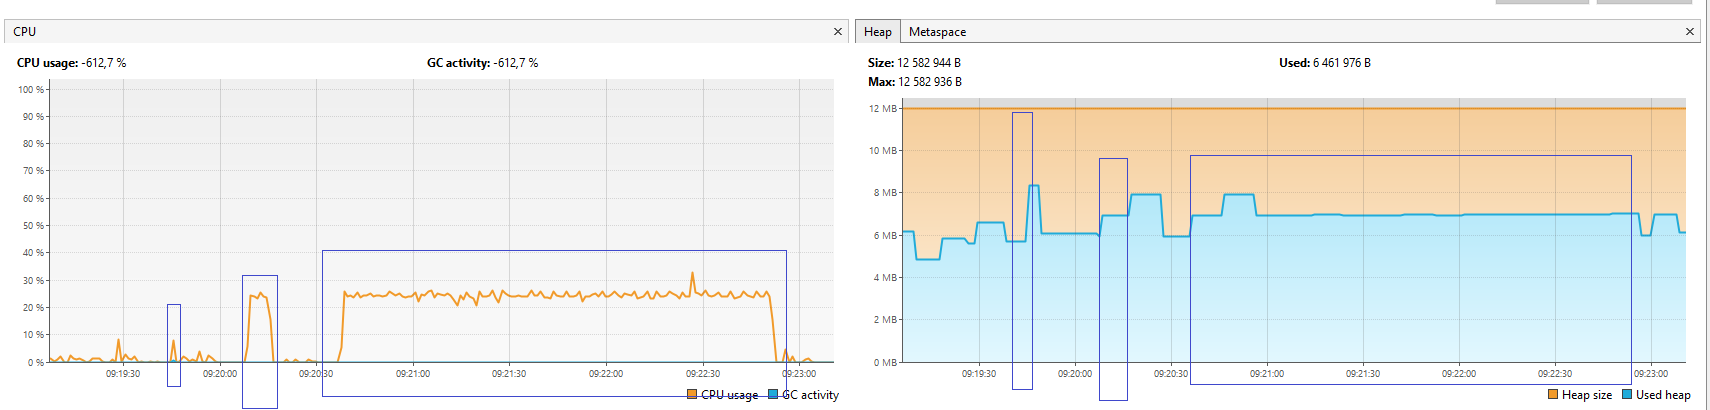 CPU
CPU usage: -612,7 % GC activity: -612,7 %
100 %
90 %
80 %
70 %
60 %
50 %
40 %
30 %
20 %
10 %
0 %
09:19:30 09:20:00 09:20:30 09:21:00 09:21:30 09:22:00 09:22:30 09:23:00
CPU usage GC activity
Heap Metaspace
Size: 12 582 944 B Used: 6 461 976 B
Max: 12 582 936 B
12 MB
10 MB
8 MB
6 MB
4 MB
2 MB
0 MB
09:19:30 09:20:00 09:20:30 09:21:00 09:21:30 09:22:00 09:22:30 09:23:00
Heap size Used heap